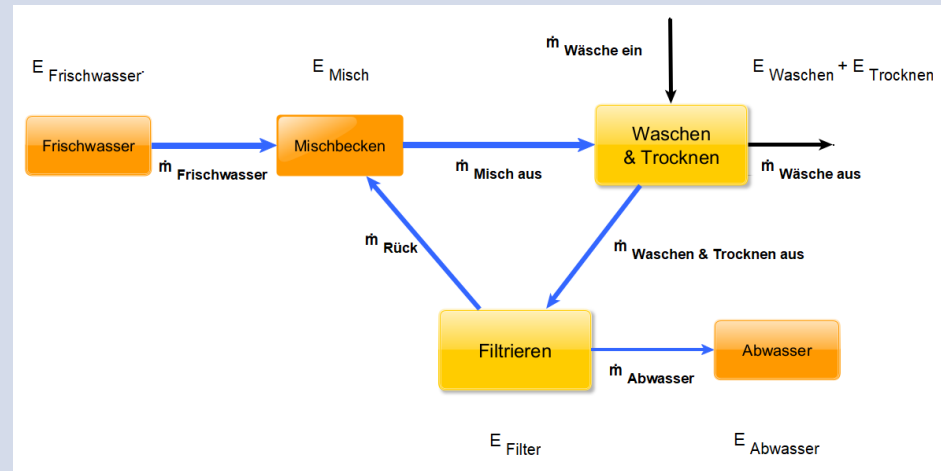 ṁ Wäsche ein
E Frischwasser
E Misch
E Waschen + E Trocknen
Frischwasser
Mischbecken
Waschen
& Trocknen
ṁ Frischwasser
ṁ Misch aus
ṁ Wäsche aus
ṁ Rück
ṁ Waschen & Trocknen aus
Filtrieren
Abwasser
ṁ Abwasser
E Filter
E Abwasser